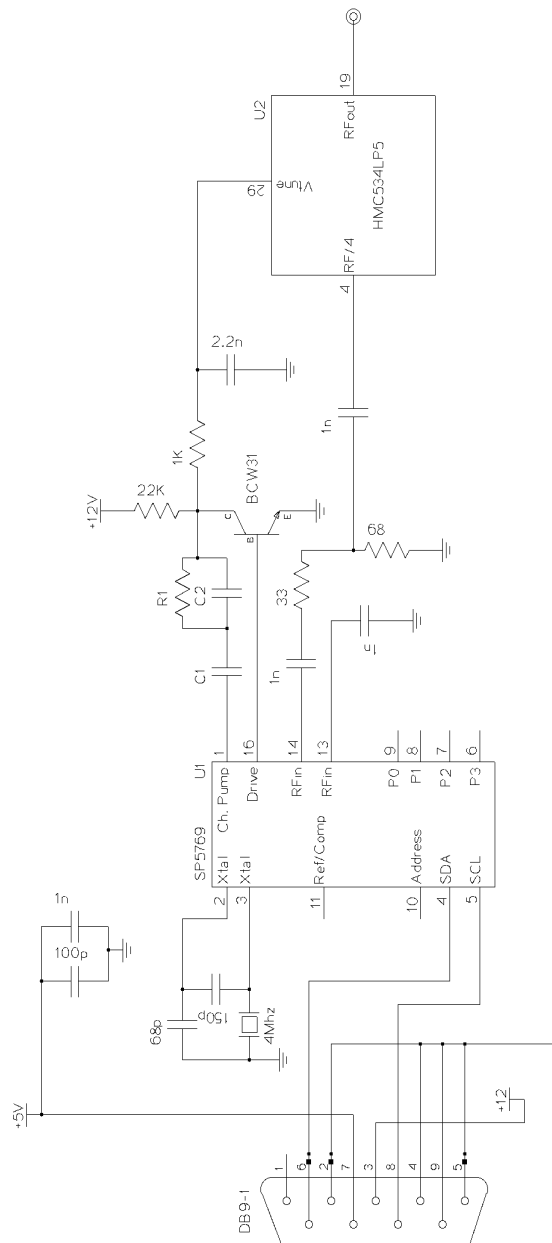 19
U2
RFout
29
Vtune
HMC534LP5
RF/4
4
2.2n
1n
1K
BCW31
+12V
22K
C
B
E
68
R1
C2
33
C1
1n
1n
U1
SP5769
1
Ch. Pump
16
Drive
14
RFin
13
RFin
9
P0
8
P1
7
P2
6
P3
2
Xtal
3
Xtal
11
Ref/Comp
10
Address
4
SDA
5
SCL
1n
100p
68p
150p
4Mhz
+5V
+12
DB9-1
1
6
2
7
3
8
4
9
5